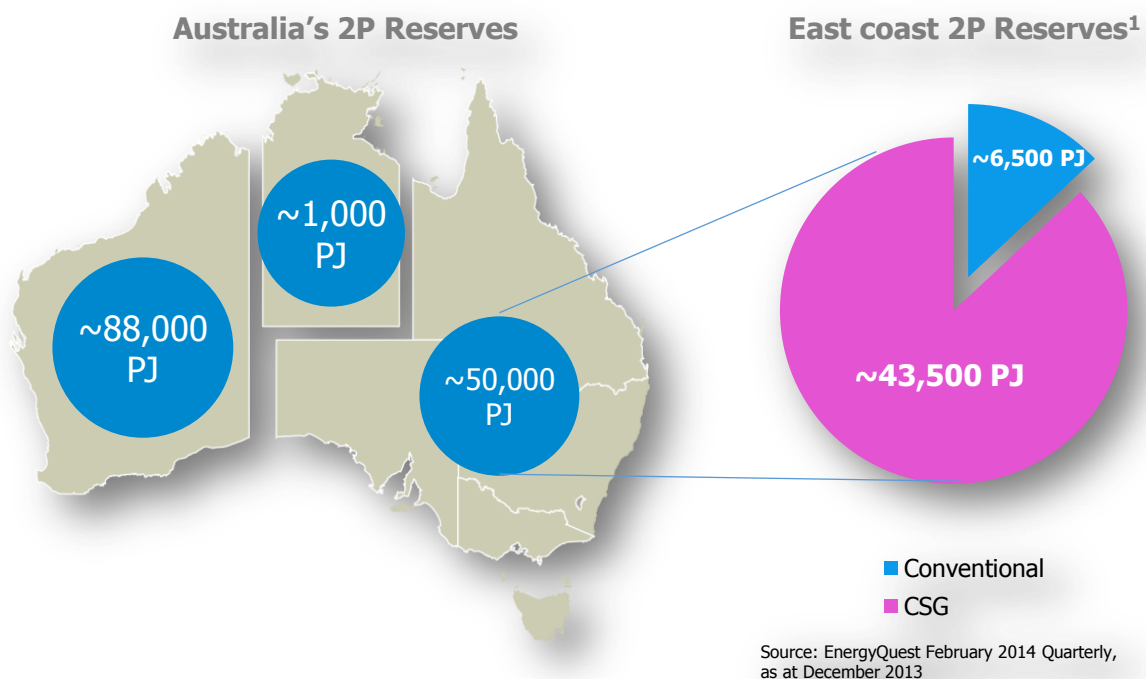 Australia’s 2P Reserves
East coast 2P Reserves¹
~1,000
PJ
~88,000
PJ
~50,000
PJ
~6,500 PJ
~43,500 PJ
Conventional
CSG
Source: EnergyQuest February 2014 Quarterly,
as at December 2013